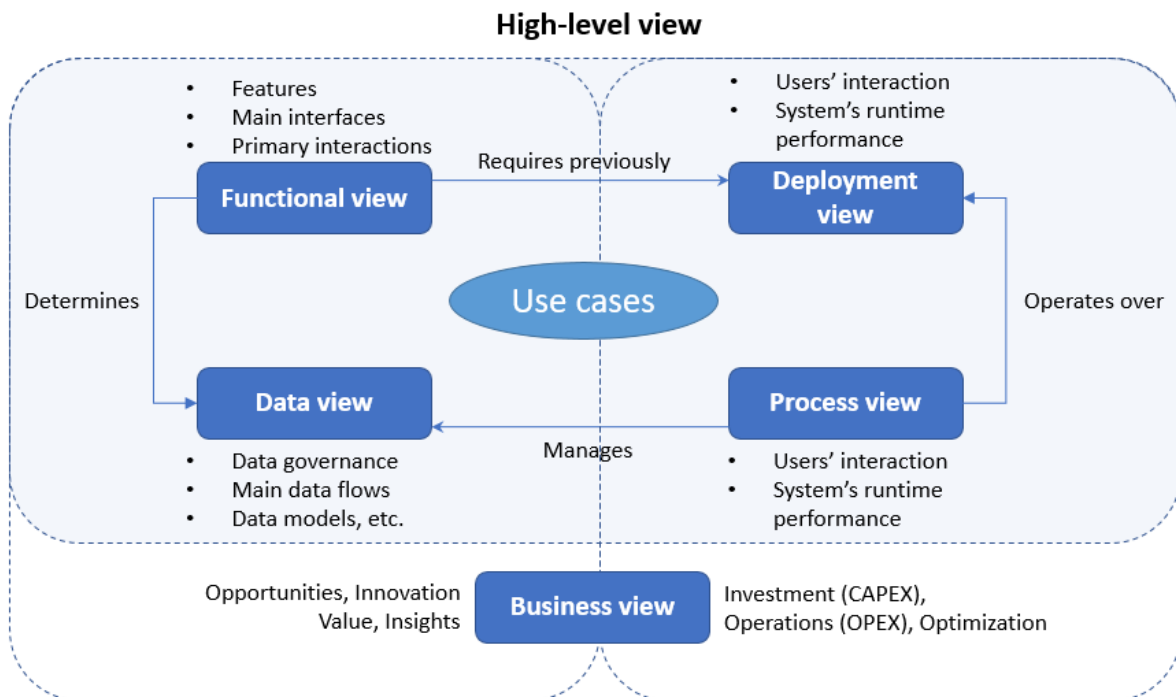 High-level view
• Features
• Main interfaces
• Primary interactions
• Users’ interaction
• System’s runtime
performance
Requires previously
Functional view
Deployment
view
Determines
Use cases
Operates over
Data view
Process view
Manages
• Data governance
• Main data flows
• Data models, etc.
• Users’ interaction
• System’s runtime
performance
Opportunities, Innovation
Value, Insights
Business view
Investment (CAPEX),
Operations (OPEX), Optimization